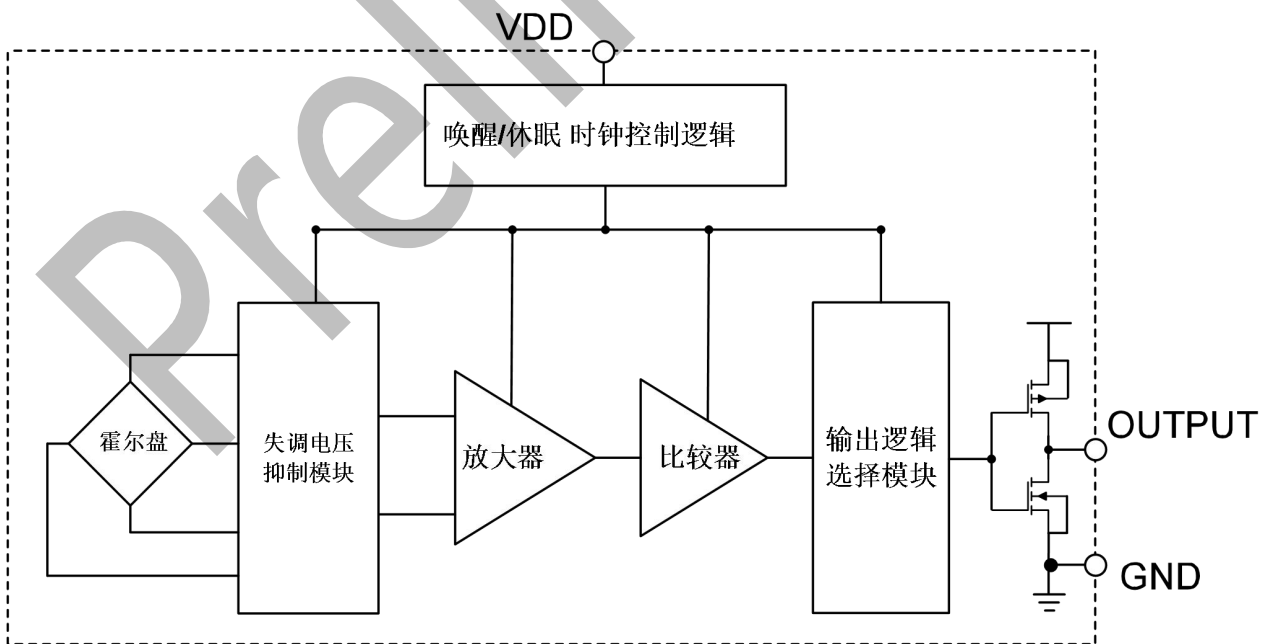 VDD
唤醒/休眠 时钟控制逻辑
霍尔盘
失调电压
抑制模块
放大器
比较器
输出逻辑
选择模块
OUTPUT
GND